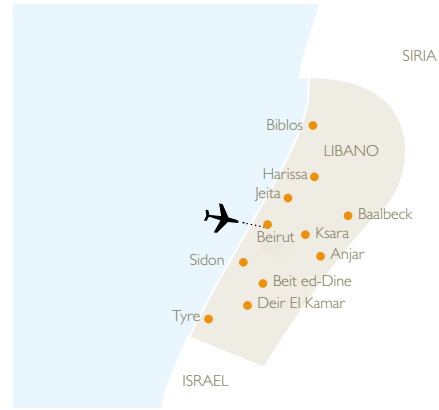 SIRIA
Biblos
LIBANO
Harissa
Jeita
Baalbeck
Beirut
Ksara
Anjar
Sidon
Beit ed-Dine
Deir El Kamar
Tyre
ISRAEL